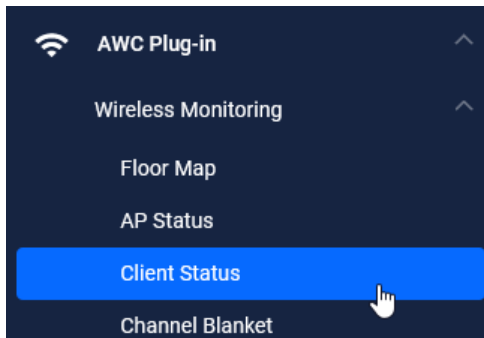 AWC Plug-in
Wireless Monitoring
Floor Map
AP Status
Client Status
Channel Blanket